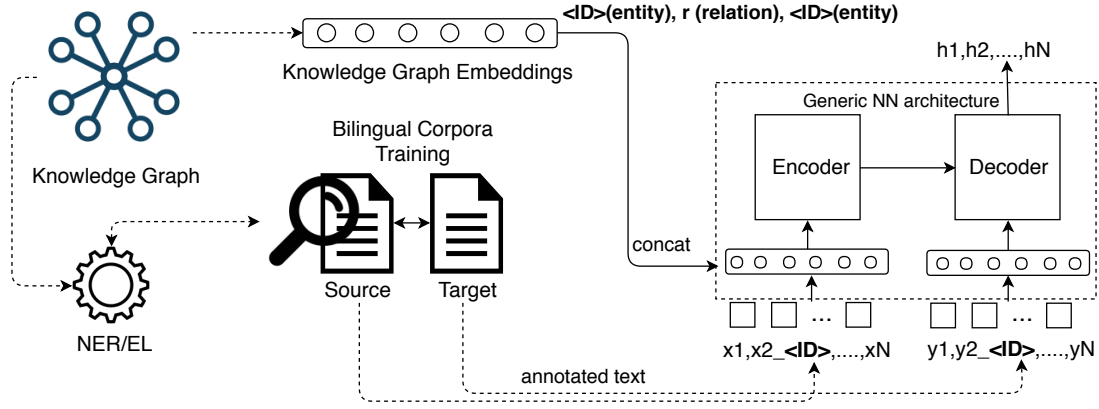 <ID>(entity), r (relation), <ID>(entity)
Knowledge Graph Embeddings
h1,h2,....,hN
Generic NN architecture
Bilingual Corpora
Training
Encoder
Decoder
Knowledge Graph
concat
Source
Target
NER/EL
...
...
x1,x2_<ID>,....,xN
y1,y2_<ID>,....,yN
annotated text